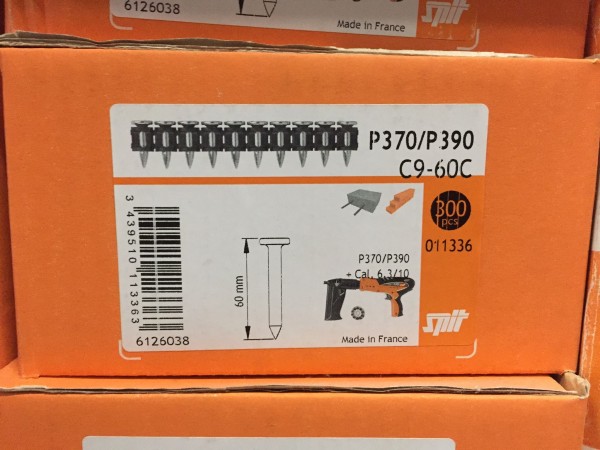 6126038
Made in France
spit
P370/P390
C9-60C
300
pcs
011336
3 439510 113363
60 mm
P370/P390
+ Cal. 6.3/10
spit
6126038
Made in France